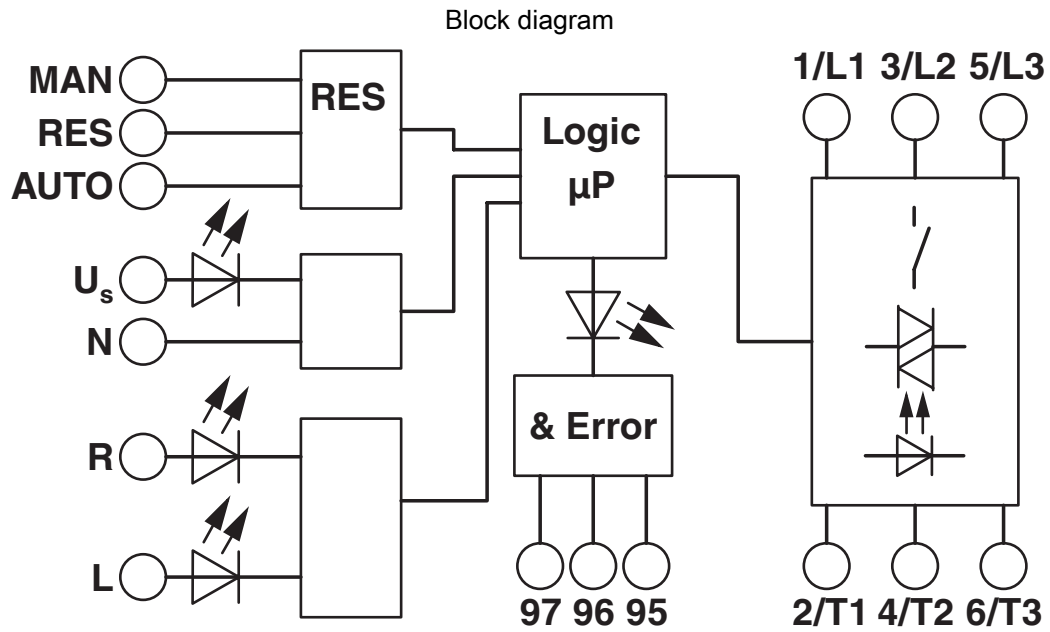 Block diagram
MAN
RES
AUTO
RES
Us
N
R
L
Logic
µP
& Error
97 96 95
1/L1 3/L2 5/L3
2/T1 4/T2 6/T3